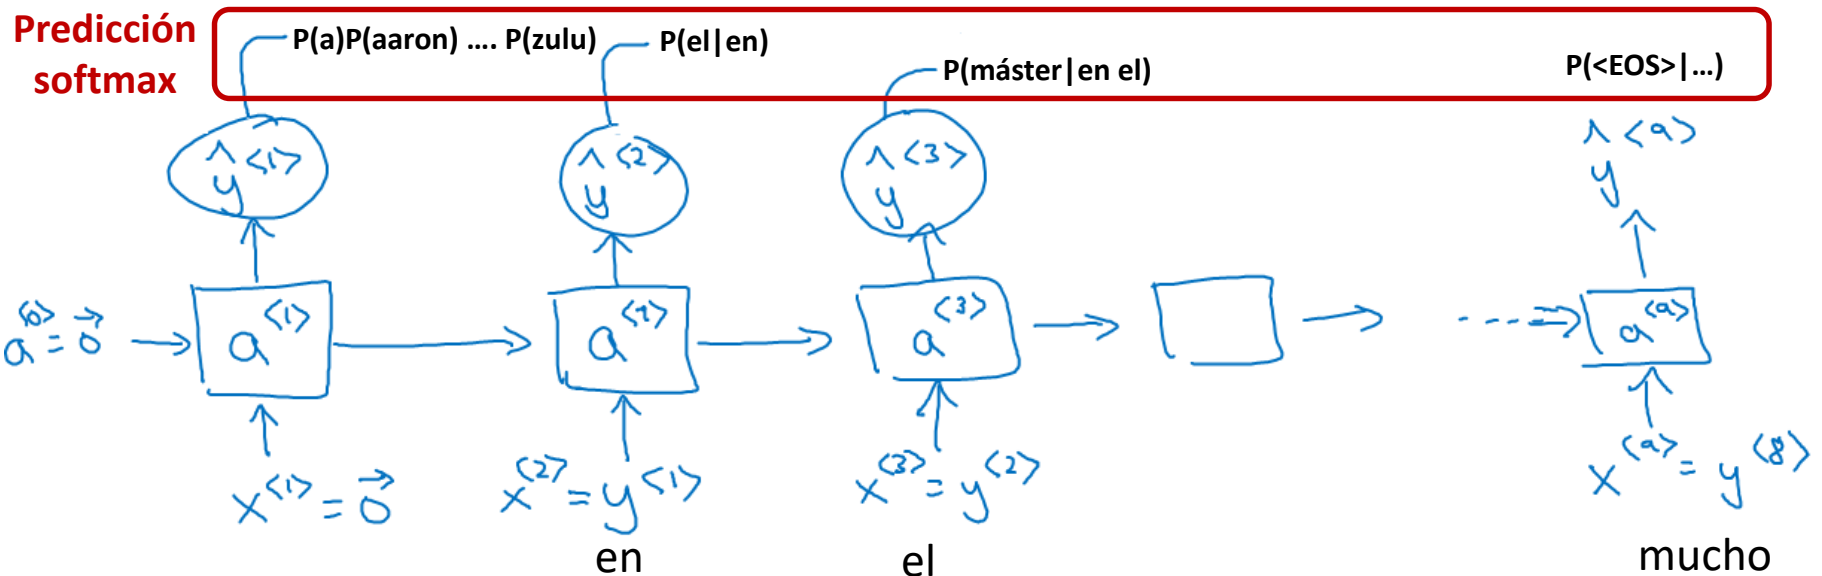 Predicción
softmax
P(a)P(aaron) .... P(zulu)
P(el|en)
P(máster|en el)
P(<EOS>|...)
ŷ<1>
ŷ<2>
ŷ<3>
ŷ<9>
a<0> = 0⃗
a<1>
a<2>
a<3>
a<9>
x<1> = 0⃗
x<2> = y<1>
x<3> = y<2>
x<9> = y<8>
en
el
mucho